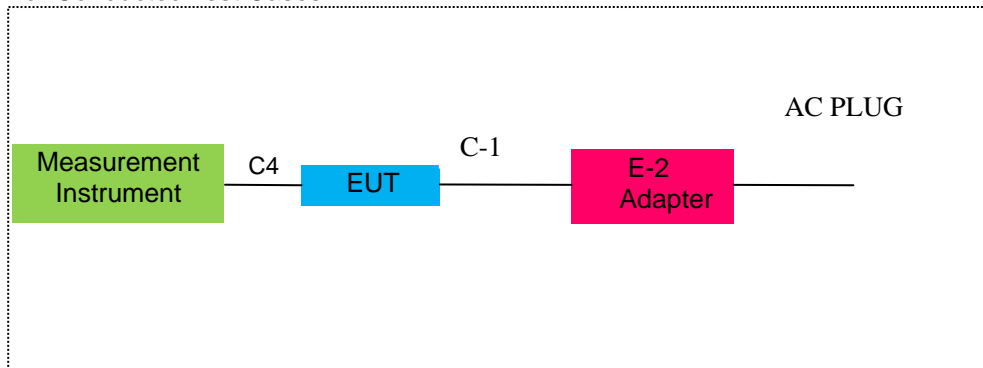 AC PLUG
Measurement
Instrument
C4
EUT
C-1
E-2
Adapter